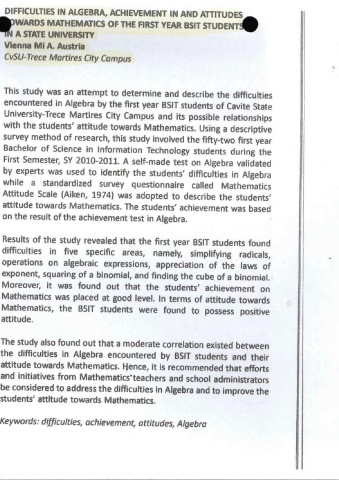 DIFFICULTIES IN ALGEBRA, ACHIEVEMENT IN AND ATTITUDES
TOWARDS MATHEMATICS OF THE FIRST YEAR BSIT STUDENTS
IN A STATE UNIVERSITY
Vienna Mi A. Austria
CvSU-Trece Martires City Campus
This study was an attempt to determine and describe the difficulties
encountered in Algebra by the first year BSIT students of Cavite State
University-Trece Martires City Campus and its possible relationships
with the students' attitude towards Mathematics. Using a descriptive
survey method of research, this study involved the fifty-two first year
Bachelor of Science in Information Technology students during the
First Semester, SY 2010-2011. A self-made test on Algebra validated
by experts was used to identify the students' difficulties in Algebra
while a standardized survey questionnaire called Mathematics
Attitude Scale (Aiken, 1974) was adopted to describe the students'
attitude towards Mathematics. The students' achievement was based
on the result of the achievement test in Algebra.
Results of the study revealed that the first year BSIT students found
difficulties in five specific areas, namely, simplifying radicals,
operations on algebraic expressions, appreciation of the laws of
exponent, squaring of a binomial, and finding the cube of a binomial.
Moreover, it was found out that the students' achievement on
Mathematics was placed at good level. In terms of attitude towards
Mathematics, the BSIT students were found to possess positive
attitude.
The study also found out that a moderate correlation existed between
the difficulties in Algebra encountered by BSIT students and their
attitude towards Mathematics. Hence, it is recommended that efforts
and initiatives from Mathematics teachers and school administrators
be considered to address the difficulties in Algebra and to improve the
students' attitude towards Mathematics.
Keywords: difficulties, achievement, attitudes, Algebra